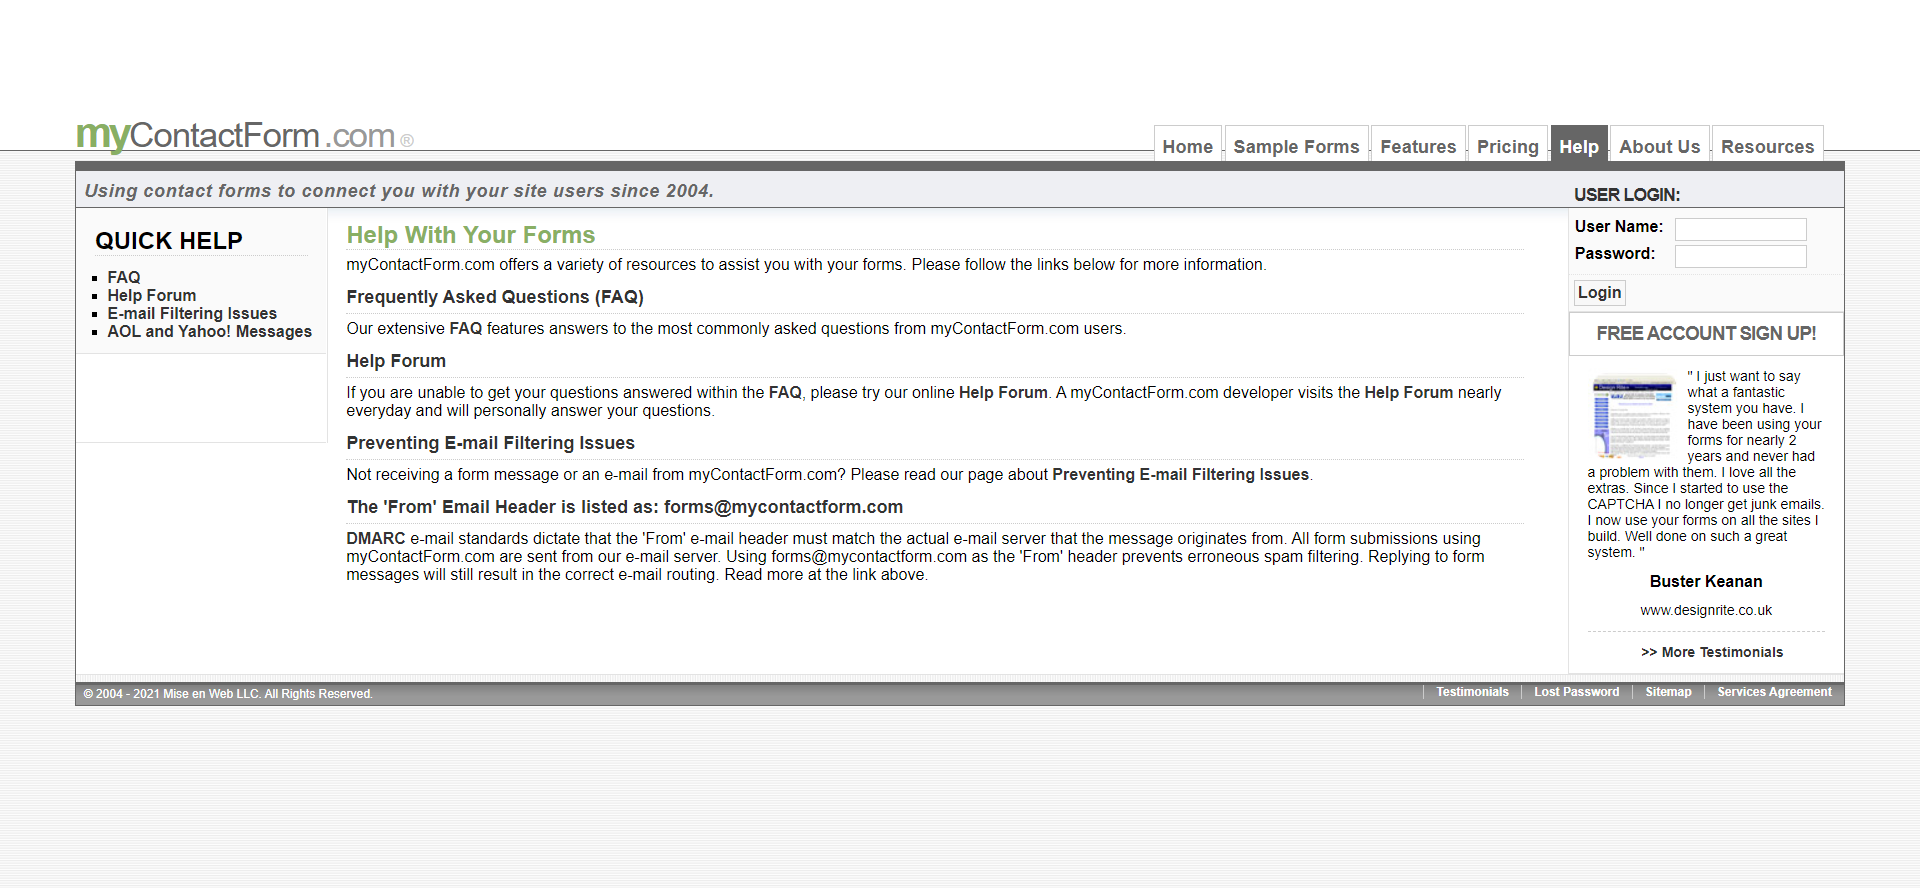 myContactForm.com ®
Home
Sample Forms
Features
Pricing
Help
About Us
Resources
Using contact forms to connect you with your site users since 2004.
USER LOGIN:
QUICK HELP
FAQ
Help Forum
E-mail Filtering Issues
AOL and Yahoo! Messages
Help With Your Forms
myContactForm.com offers a variety of resources to assist you with your forms. Please follow the links below for more information.
Frequently Asked Questions (FAQ)
Our extensive FAQ features answers to the most commonly asked questions from myContactForm.com users.
Help Forum
If you are unable to get your questions answered within the FAQ, please try our online Help Forum. A myContactForm.com developer visits the Help Forum nearly
everyday and will personally answer your questions.
Preventing E-mail Filtering Issues
Not receiving a form message or an e-mail from myContactForm.com? Please read our page about Preventing E-mail Filtering Issues.
The 'From' Email Header is listed as: forms@mycontactform.com
DMARC e-mail standards dictate that the 'From' e-mail header must match the actual e-mail server that the message originates from. All form submissions using
myContactForm.com are sent from our e-mail server. Using forms@mycontactform.com as the 'From' header prevents erroneous spam filtering. Replying to form
messages will still result in the correct e-mail routing. Read more at the link above.
User Name:
Password:
Login
FREE ACCOUNT SIGN UP!
" I just want to say
what a fantastic
system you have. I
have been using your
forms for nearly 2
years and never had
a problem with them. I love all the
extras. Since I started to use the
CAPTCHA I no longer get junk emails.
I now use your forms on all the sites I
build. Well done on such a great
system. "
Buster Keanan
www.designrite.co.uk
>> More Testimonials
© 2004 - 2021 Mise en Web LLC. All Rights Reserved.
Testimonials
Lost Password
Sitemap
Services Agreement